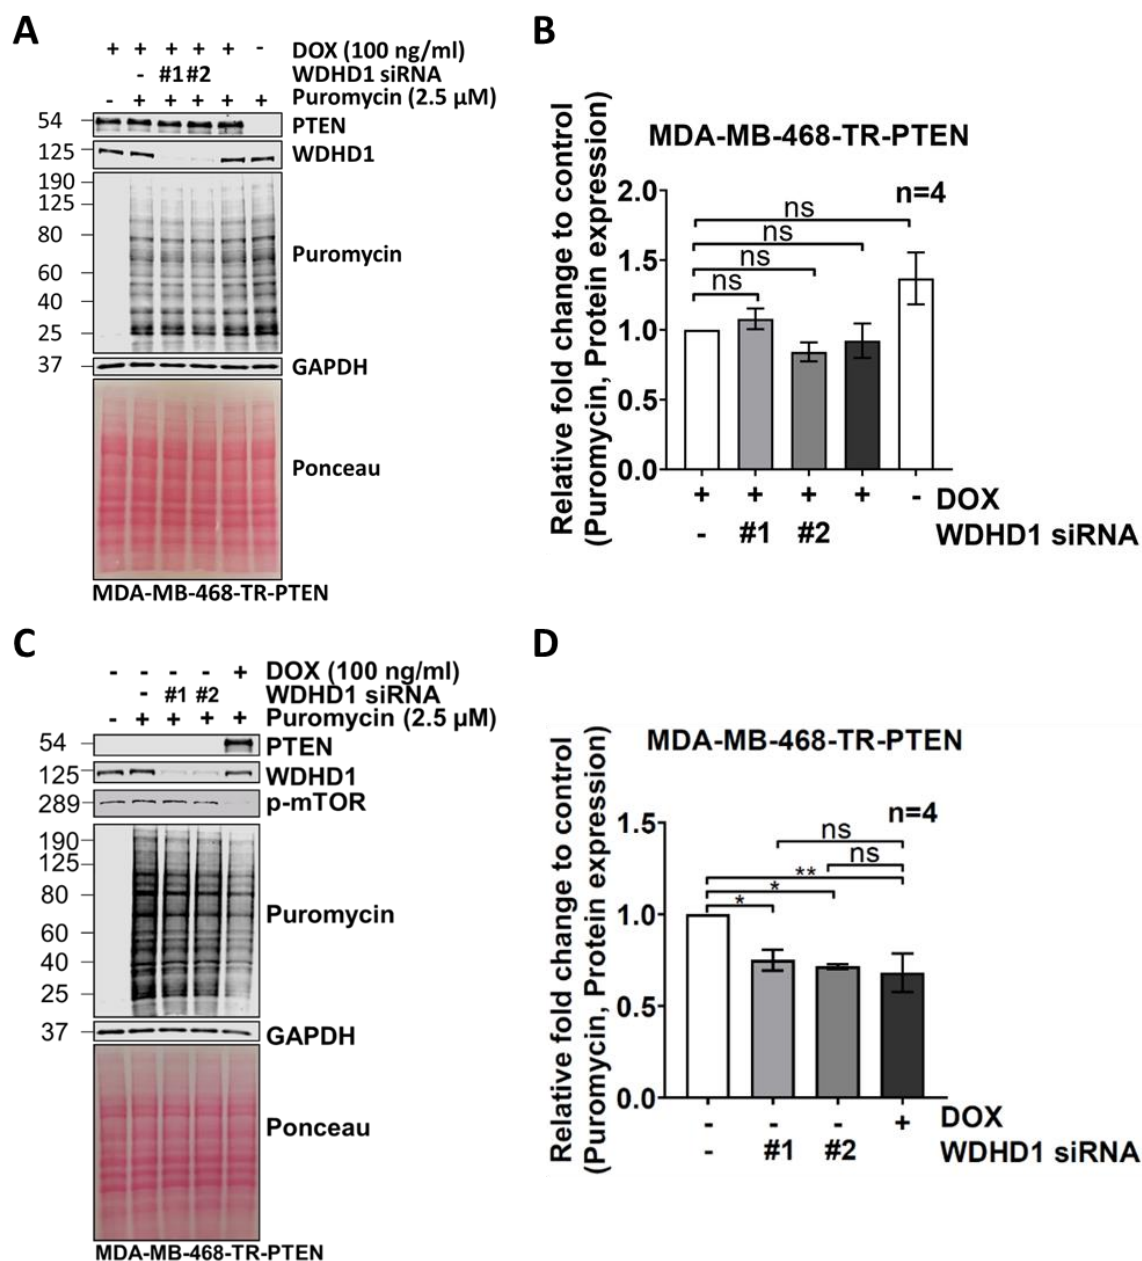 A
+ + + + + - DOX (100 ng/ml)
- #1 #2 WDHD1 siRNA
- + + + + + Puromycin (2.5 µM)
54 PTEN
125 WDHD1
190
125
80
Puromycin
60
40
25
37 GAPDH
Ponceau
MDA-MB-468-TR-PTEN
B
MDA-MB-468-TR-PTEN
n=4
Relative fold change to control
(Puromycin, Protein expression)
2.0
1.5
1.0
0.5
0.0
ns
ns
ns
ns
+ + + + - DOX
- #1 #2 WDHD1 siRNA
C
- - - - + DOX (100 ng/ml)
- #1 #2 WDHD1 siRNA
- + + + + Puromycin (2.5 µM)
54 PTEN
125 WDHD1
289 p-mTOR
190
125
80
Puromycin
60
40
25
37 GAPDH
Ponceau
MDA-MB-468-TR-PTEN
D
MDA-MB-468-TR-PTEN
n=4
Relative fold change to control
(Puromycin, Protein expression)
1.5
1.0
0.5
0.0
ns
ns
**
*
*
- - - + DOX
- #1 #2 WDHD1 siRNA